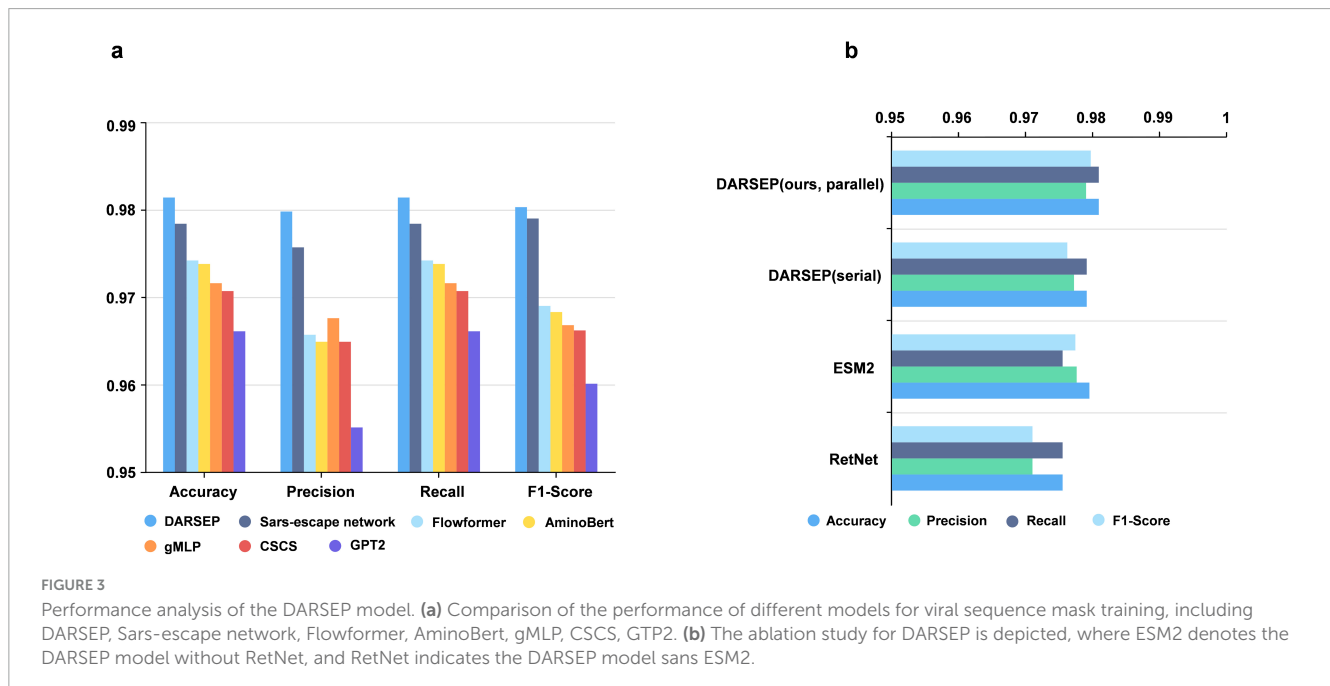 a
0.99
0.98
0.97
0.96
0.95
Accuracy Precision Recall F1-Score
DARSEP Sars-escape network Flowformer AminoBert
gMLP CSCS GPT2
b
0.95 0.96 0.97 0.98 0.99 1
DARSEP(ours, parallel)
DARSEP(serial)
ESM2
RetNet
Accuracy Precision Recall F1-Score
FIGURE 3
Performance analysis of the DARSEP model. (a) Comparison of the performance of different models for viral sequence mask training, including
DARSEP, Sars-escape network, Flowformer, AminoBert, gMLP, CSCS, GTP2. (b) The ablation study for DARSEP is depicted, where ESM2 denotes the
DARSEP model without RetNet, and RetNet indicates the DARSEP model sans ESM2.